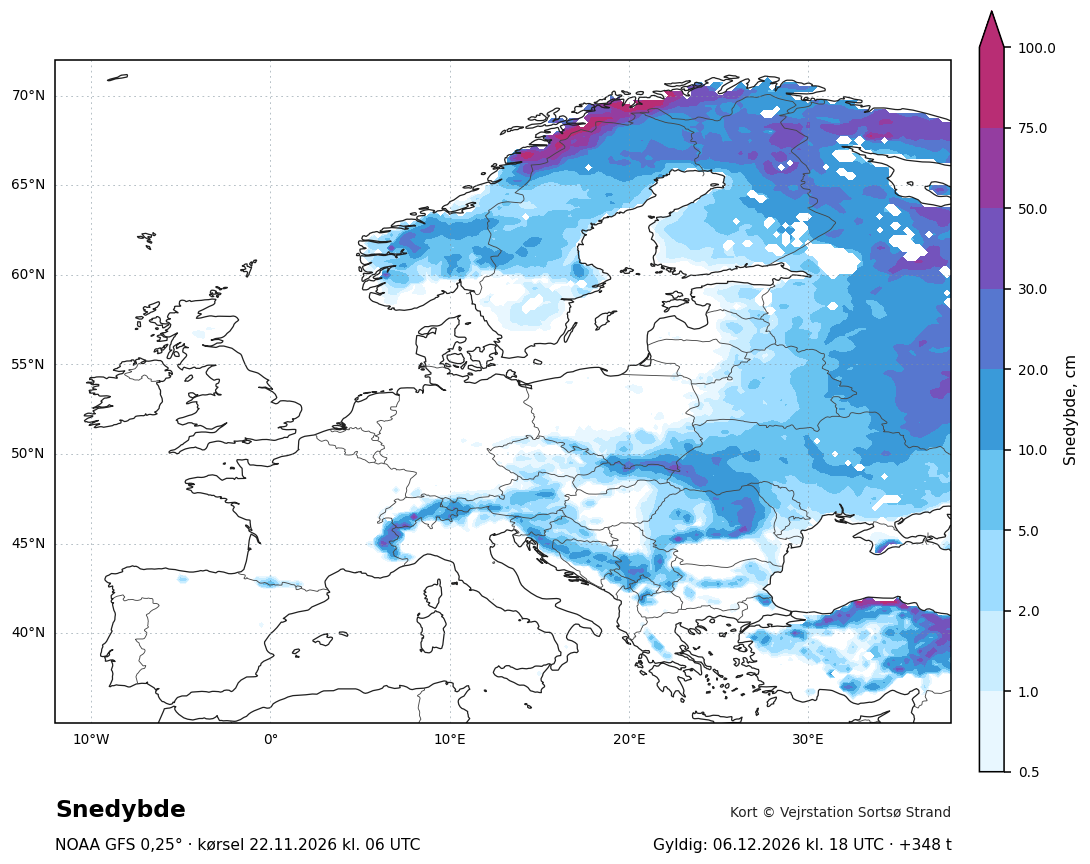 100.0
75.0
50.0
30.0
20.0
10.0
5.0
2.0
1.0
0.5
Snedybde, cm
70°N
65°N
60°N
55°N
50°N
45°N
40°N
10°W
0°
10°E
20°E
30°E
Snedybde
Kort © Vejrstation Sortsø Strand
NOAA GFS 0,25° · kørsel 22.11.2026 kl. 06 UTC
Gyldig: 06.12.2026 kl. 18 UTC · +348 t